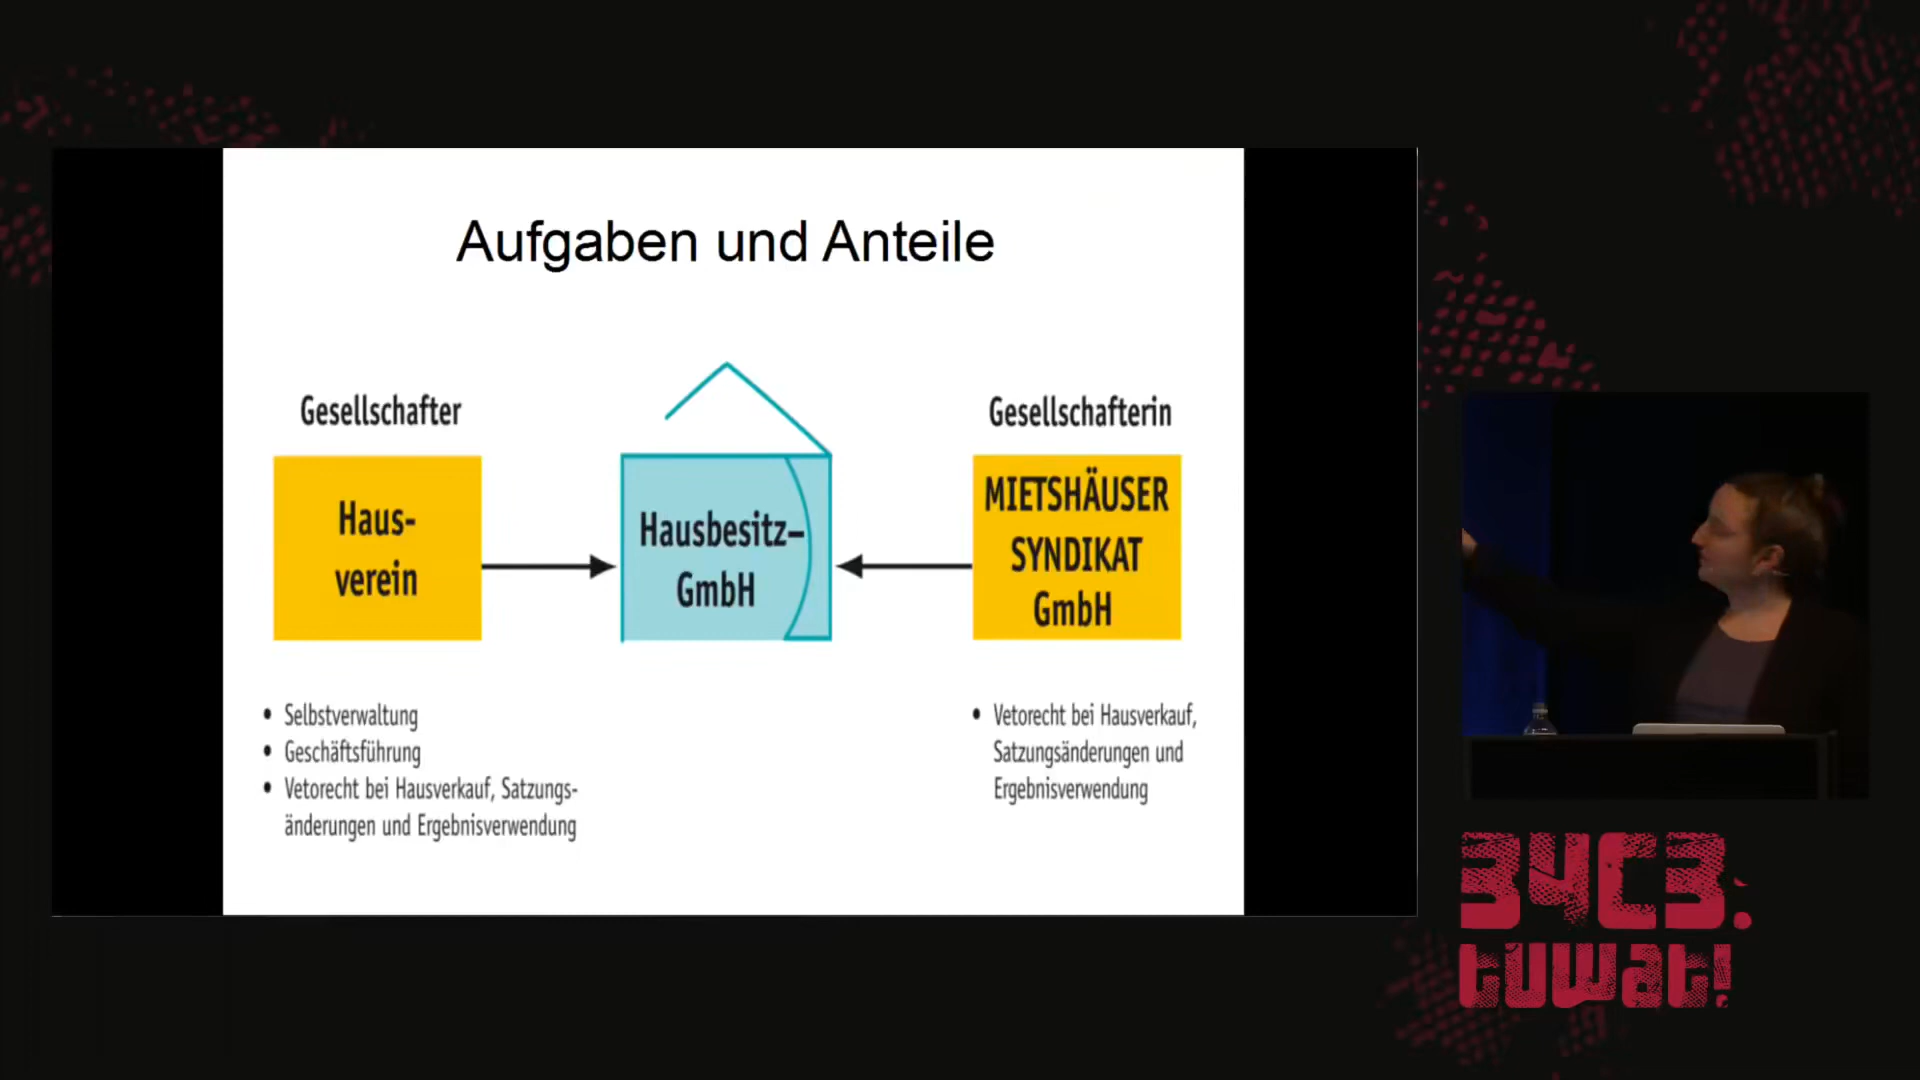 Aufgaben und Anteile
Gesellschafter
Haus-
verein
Hausbesitz–
GmbH
Gesellschafterin
MIETSHÄUSER
SYNDIKAT
GmbH
• Selbstverwaltung
• Geschäftsführung
• Vetorecht bei Hausverkauf, Satzungs-
änderungen und Ergebnisverwendung
• Vetorecht bei Hausverkauf,
Satzungsänderungen und
Ergebnisverwendung
34C3.
tuwat!